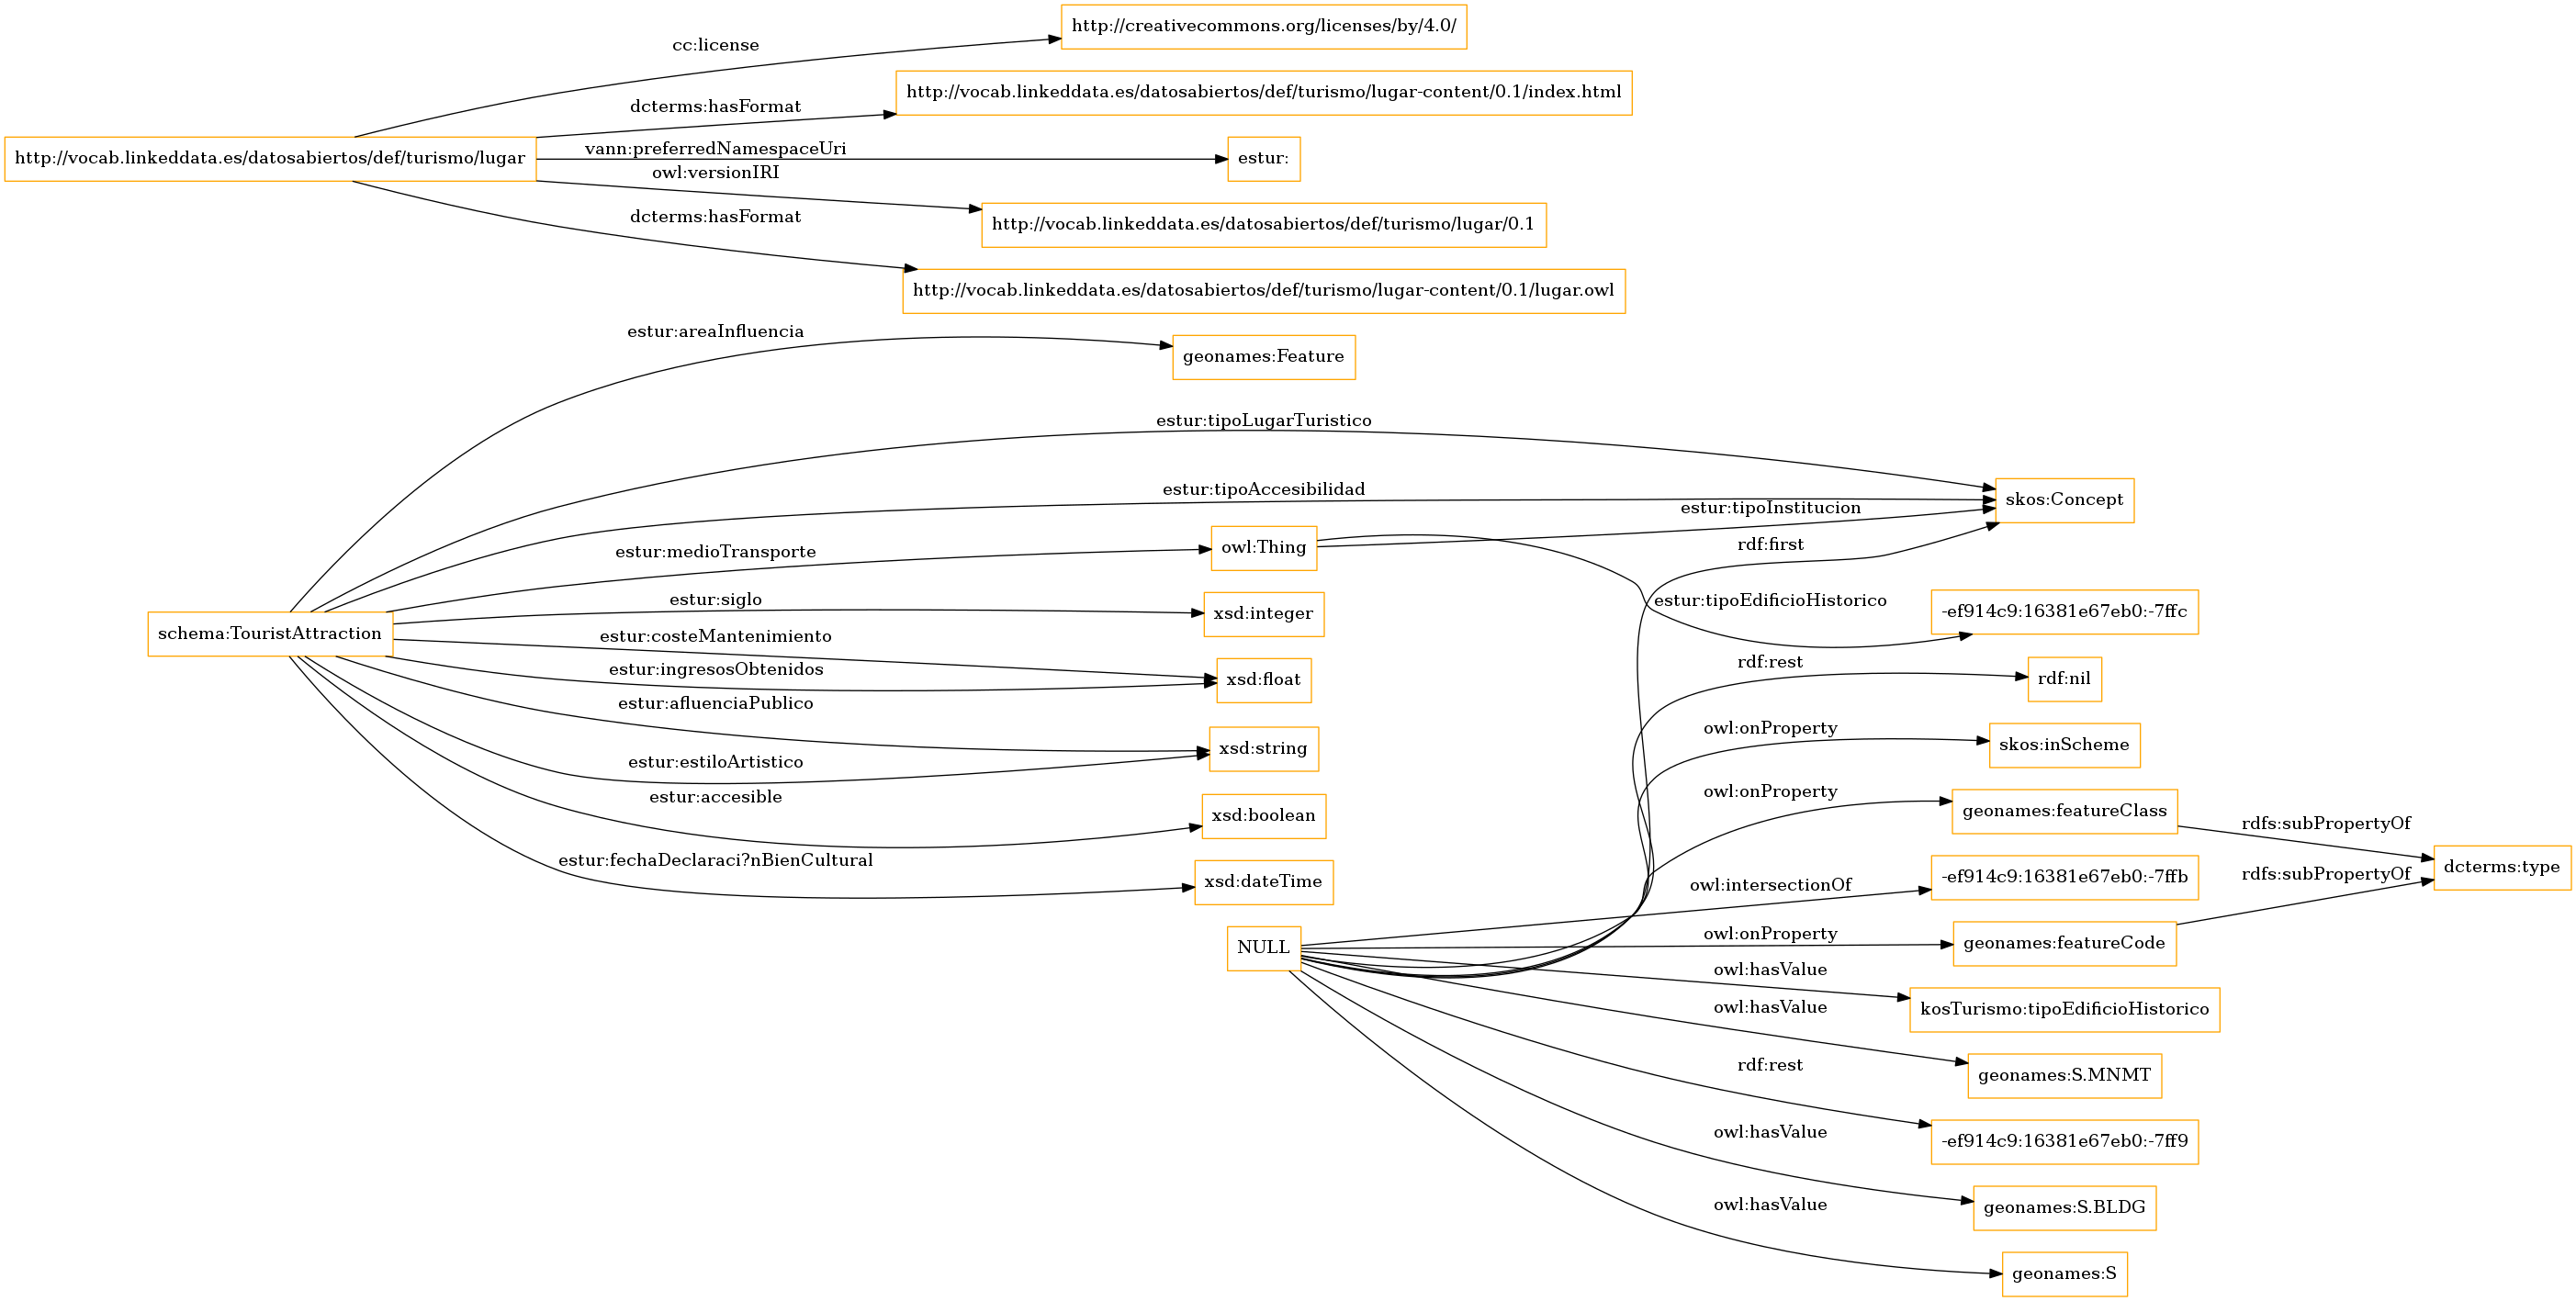 http://creativecommons.org/licenses/by/4.0/
cc:license
http://vocab.linkeddata.es/datosabiertos/def/turismo/lugar-content/0.1/index.html
dcterms:hasFormat
http://vocab.linkeddata.es/datosabiertos/def/turismo/lugar
vann:preferredNamespaceUri
estur:
owl:versionIRI
http://vocab.linkeddata.es/datosabiertos/def/turismo/lugar/0.1
dcterms:hasFormat
http://vocab.linkeddata.es/datosabiertos/def/turismo/lugar-content/0.1/lugar.owl
estur:areaInfluencia
geonames:Feature
estur:tipoLugarTuristico
estur:tipoAccesibilidad
skos:Concept
estur:tipoInstitucion
estur:medioTransporte
owl:Thing
rdf:first
estur:siglo
xsd:integer
estur:tipoEdificioHistorico
-ef914c9:16381e67eb0:-7ffc
schema:TouristAttraction
estur:costeMantenimiento
estur:ingresosObtenidos
xsd:float
rdf:rest
rdf:nil
estur:afluenciaPublico
xsd:string
owl:onProperty
skos:inScheme
estur:estiloArtistico
estur:accesible
xsd:boolean
owl:onProperty
geonames:featureClass
rdfs:subPropertyOf
estur:fechaDeclaraci?nBienCultural
xsd:dateTime
owl:intersectionOf
-ef914c9:16381e67eb0:-7ffb
dcterms:type
rdfs:subPropertyOf
NULL
owl:onProperty
geonames:featureCode
owl:hasValue
kosTurismo:tipoEdificioHistorico
owl:hasValue
geonames:S.MNMT
rdf:rest
-ef914c9:16381e67eb0:-7ff9
owl:hasValue
geonames:S.BLDG
owl:hasValue
geonames:S